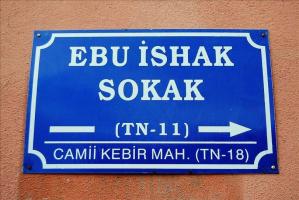 EBU İSHAK
SOKAK
(TN-11)
CAMİİ KEBİR MAH. (TN-18)